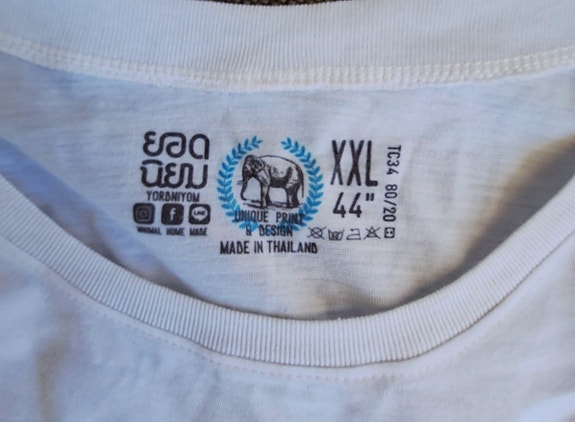 ยอด
นิยม
YORDNIYOM
MINIMAL HOME MADE
UNIQUE PRINT
& DESIGN
MADE IN THAILAND
XXL
44"
TC34 80/20